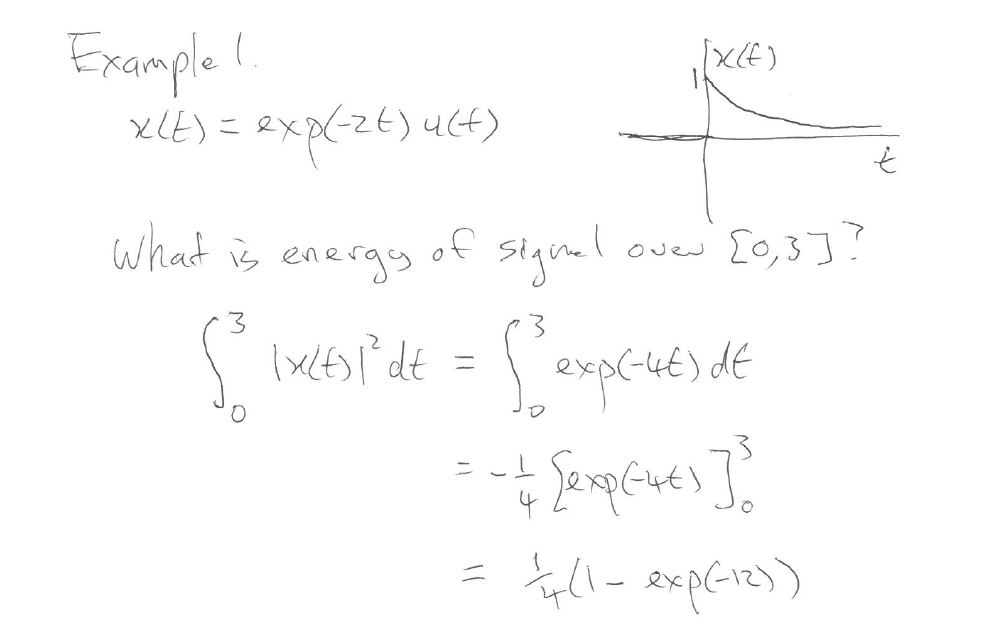 Example 1.
x(t)
1
x(t) = exp(-2t) u(t)
t
What is energy of signal over [0,3]?
∫₀³ |x(t)|² dt = ∫₀³ exp(-4t) dt
= -1/4 [exp(-4t)]₀³
= 1/4 (1 - exp(-12))